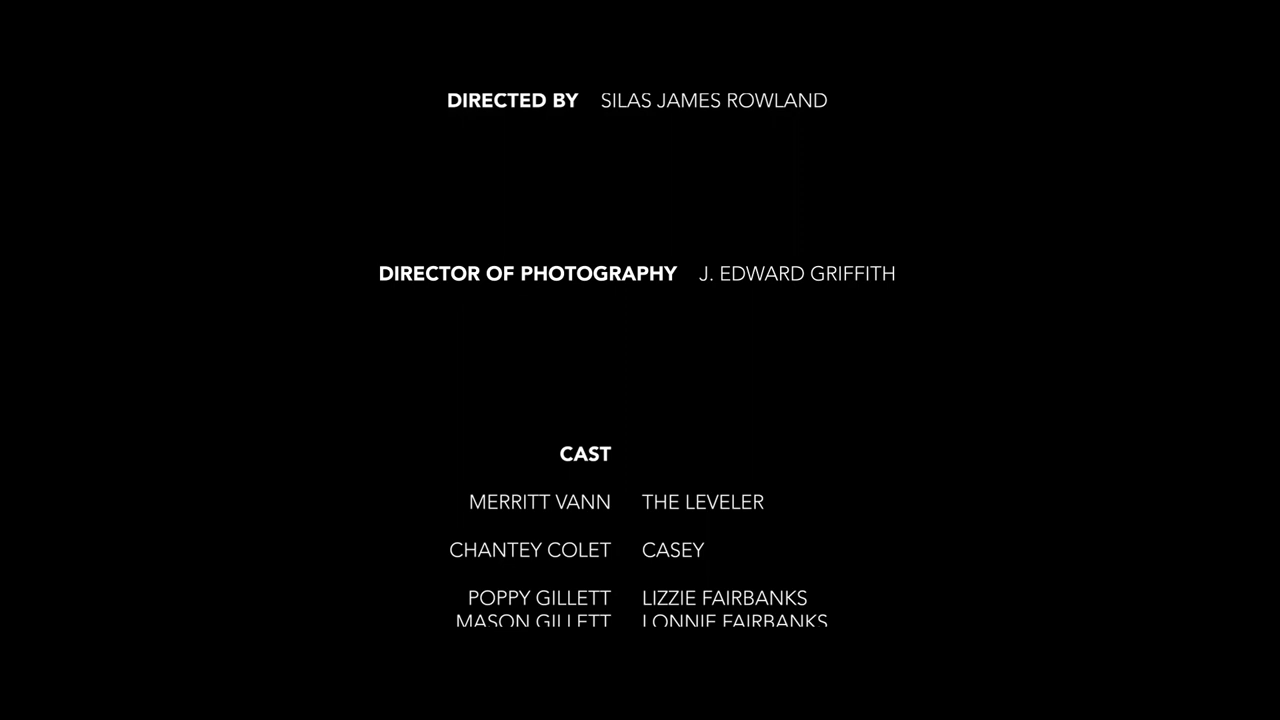 DIRECTED BY SILAS JAMES ROWLAND
DIRECTOR OF PHOTOGRAPHY J. EDWARD GRIFFITH
CAST
MERRITT VANN THE LEVELER
CHANTEY COLET CASEY
POPPY GILLETT LIZZIE FAIRBANKS
MASON GILLETT LONNIE FAIRBANKS